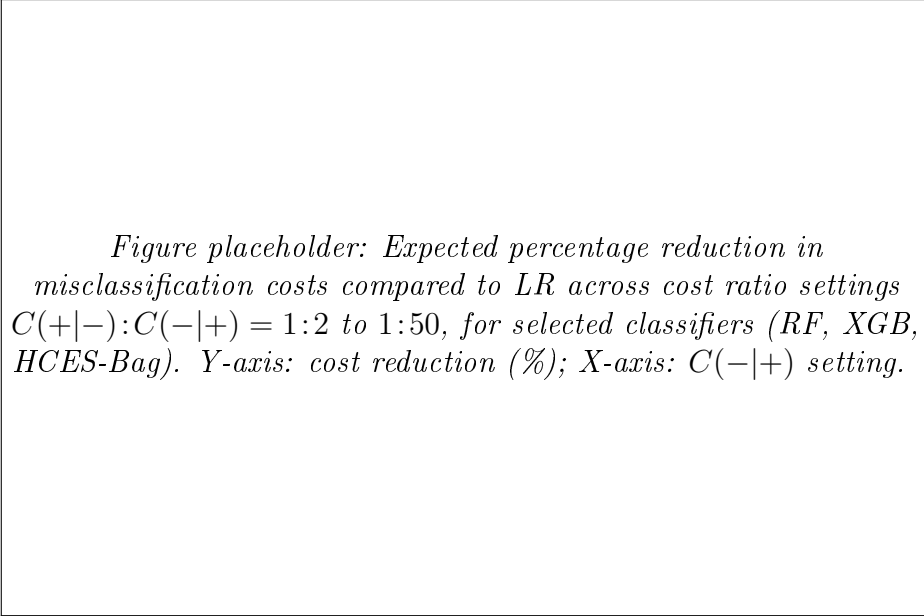 Figure placeholder: Expected percentage reduction in
misclassification costs compared to LR across cost ratio settings
C(+|−):C(−|+) = 1:2 to 1:50, for selected classifiers (RF, XGB,
HCES-Bag). Y-axis: cost reduction (%); X-axis: C(−|+) setting.